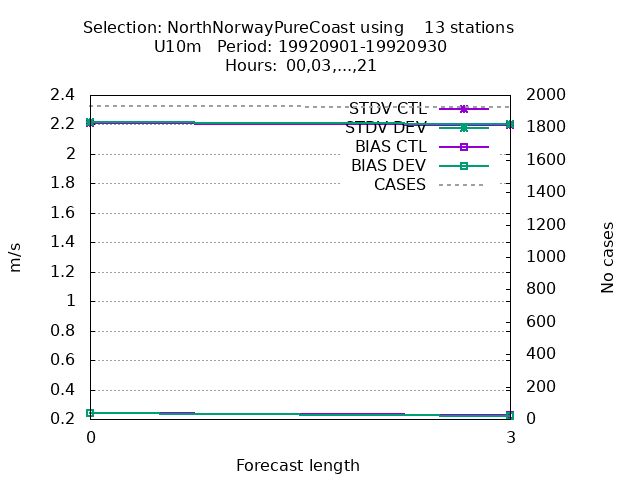 Selection: NorthNorwayPureCoast using    13 stations
U10m   Period: 19920901-19920930
Hours:  00,03,...,21
2.4
2.2
2
1.8
1.6
1.4
1.2
1
0.8
0.6
0.4
0.2
m/s
STDV CTL
STDV DEV
BIAS CTL
BIAS DEV
CASES
2000
1800
1600
1400
1200
1000
800
600
400
200
0
No cases
0
3
Forecast length